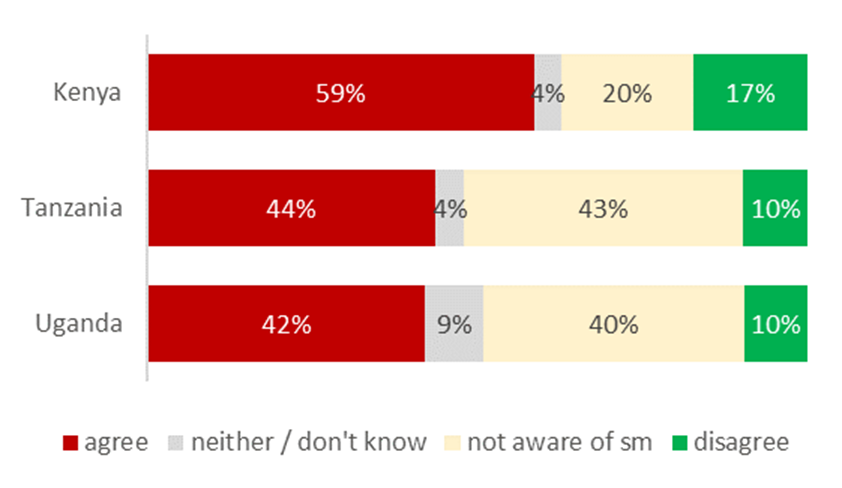 Kenya 59% 4% 20% 17%
Tanzania 44% 4% 43% 10%
Uganda 42% 9% 40% 10%
agree neither / don't know not aware of sm disagree